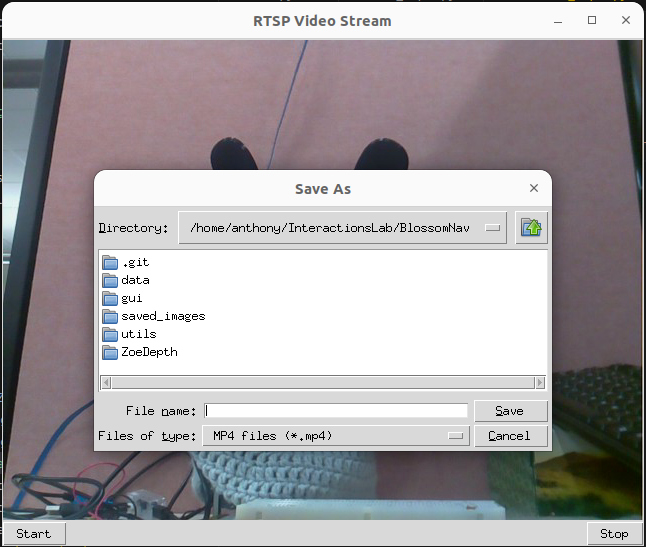 RTSP Video Stream
Save As
Directory: /home/anthony/InteractionsLab/BlossomNav
.git
data
gui
saved_images
utils
ZoeDepth
File name: Save
Files of type: MP4 files (*.mp4) Cancel
Start Stop